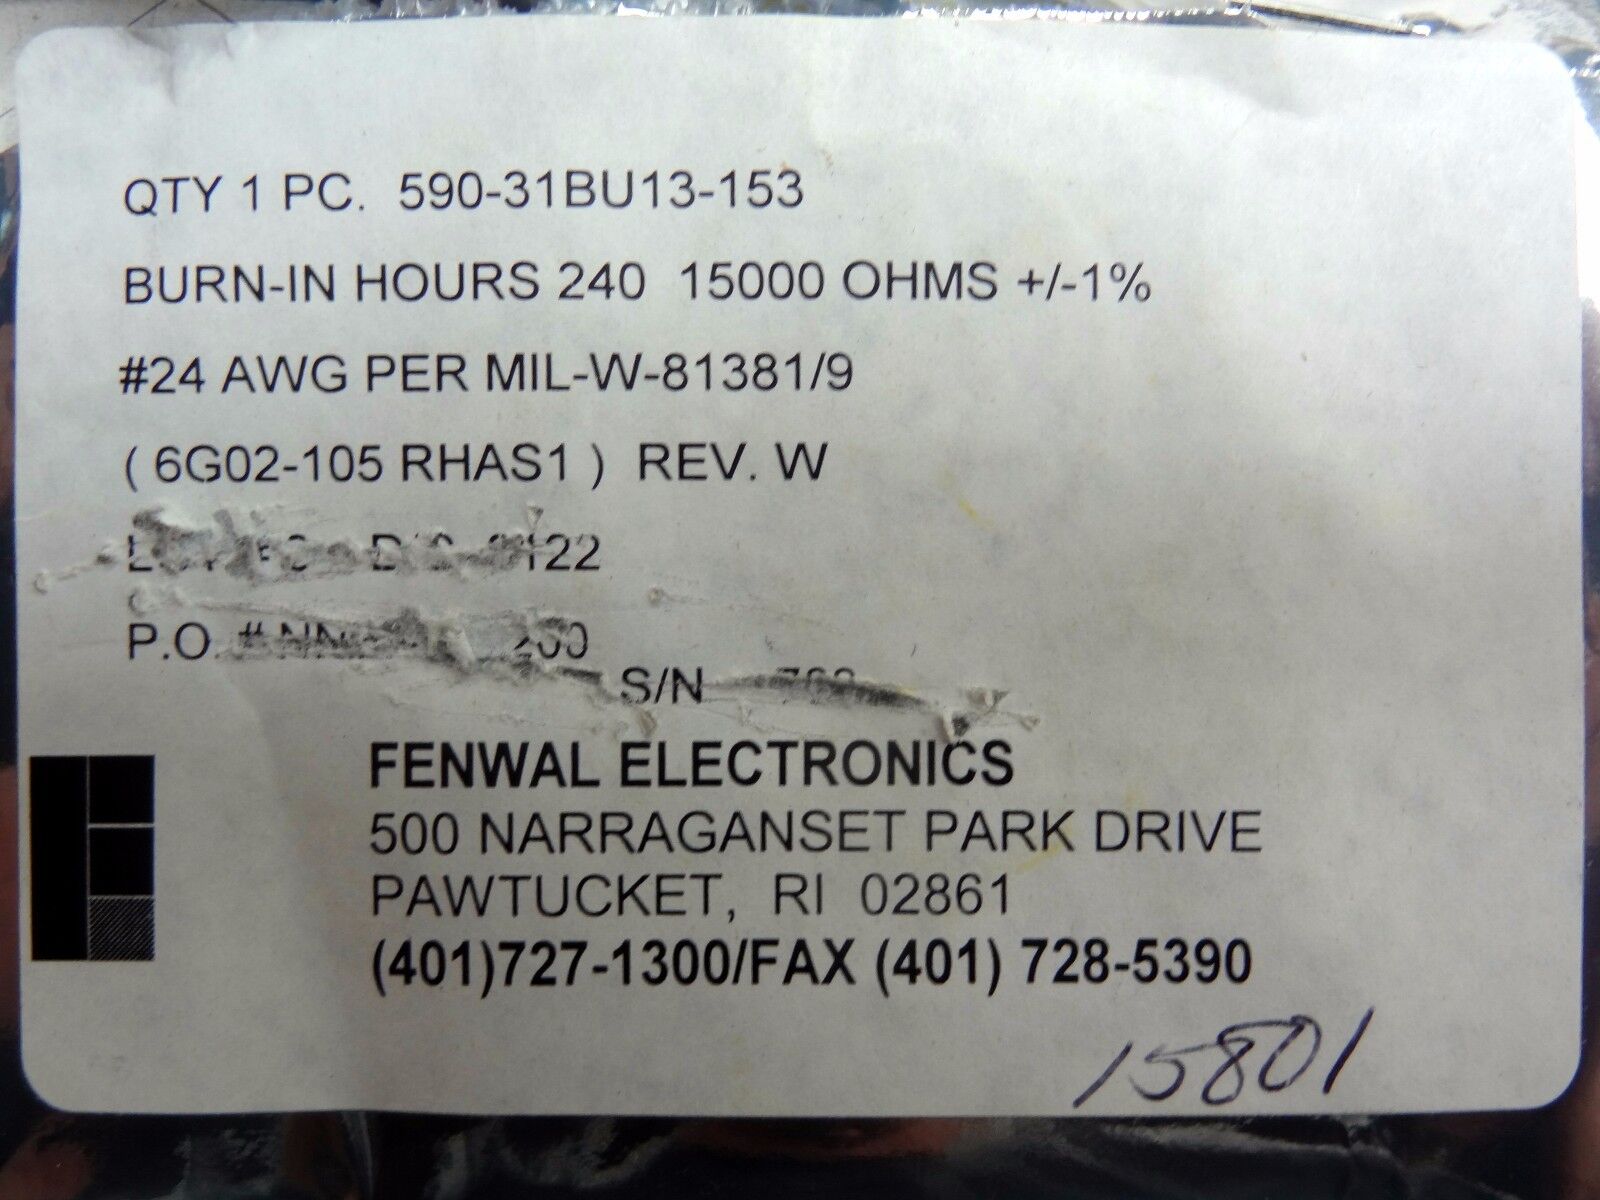 QTY 1 PC. 590-31BU13-153
BURN-IN HOURS 240 15000 OHMS +/-1%
#24 AWG PER MIL-W-81381/9
( 6G02-105 RHAS1 ) REV. W
P.O. #
S/N
FENWAL ELECTRONICS
500 NARRAGANSET PARK DRIVE
PAWTUCKET, RI 02861
(401)727-1300/FAX (401) 728-5390
15801